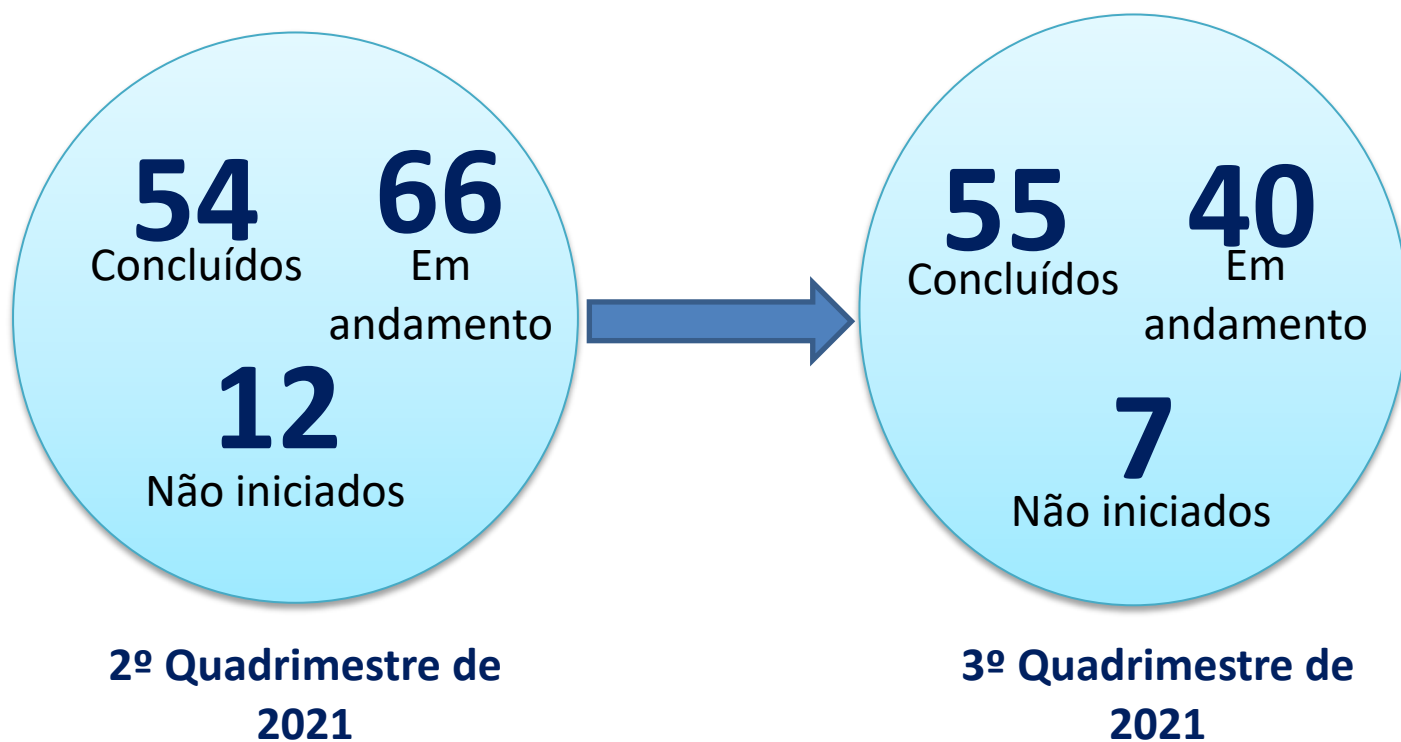 54
Concluídos
66
Em
andamento
12
Não iniciados
2º Quadrimestre de
2021
55
Concluídos
40
Em
andamento
7
Não iniciados
3º Quadrimestre de
2021